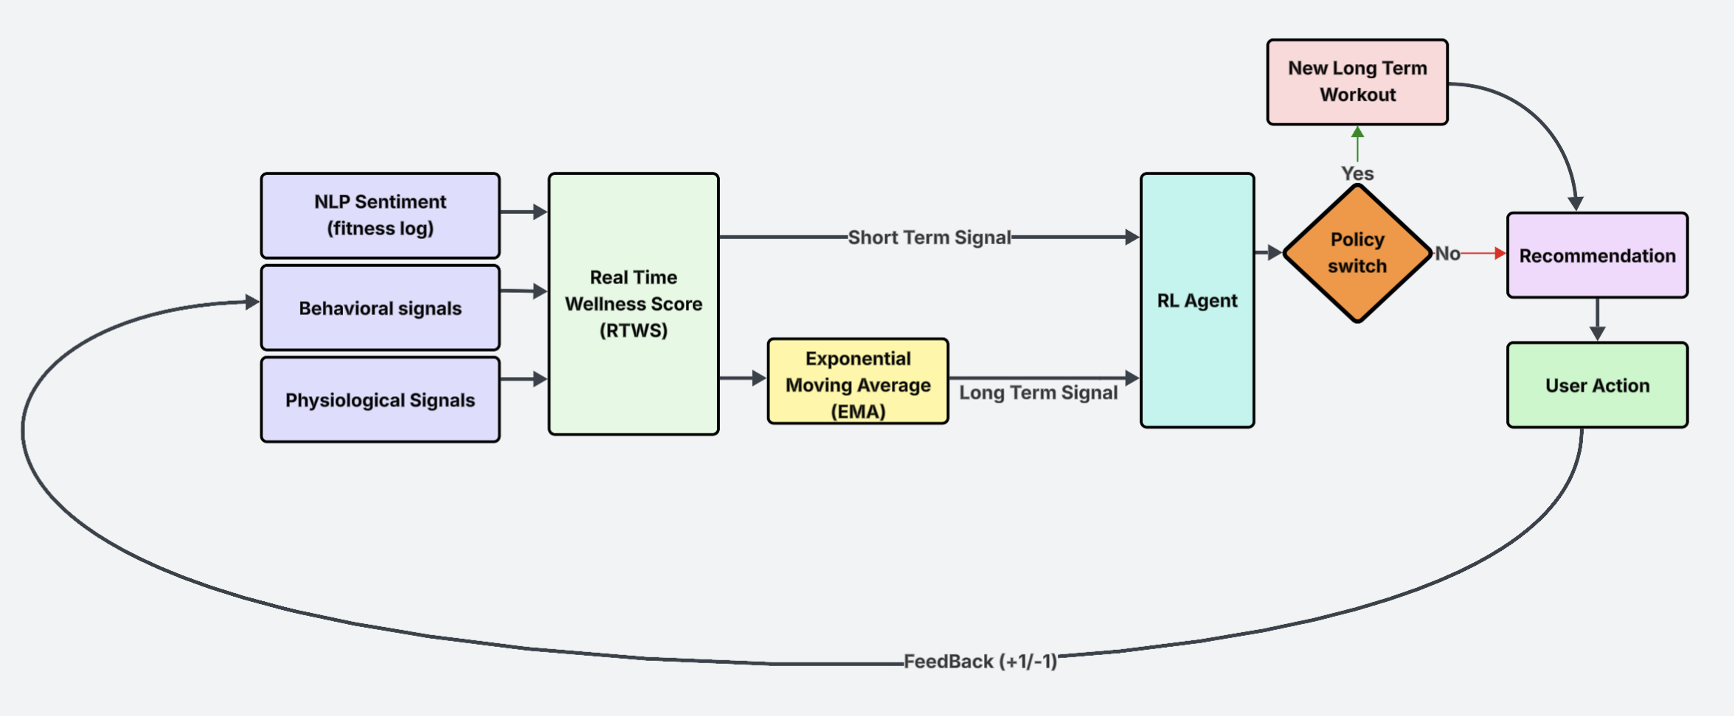 New Long Term
Workout
Yes
NLP Sentiment
(fitness log)
Behavioral signals
Physiological Signals
Real Time
Wellness Score
(RTWS)
Short Term Signal
Exponential
Moving Average
(EMA)
Long Term Signal
RL Agent
Policy
switch
No
Recommendation
User Action
FeedBack (+1/-1)